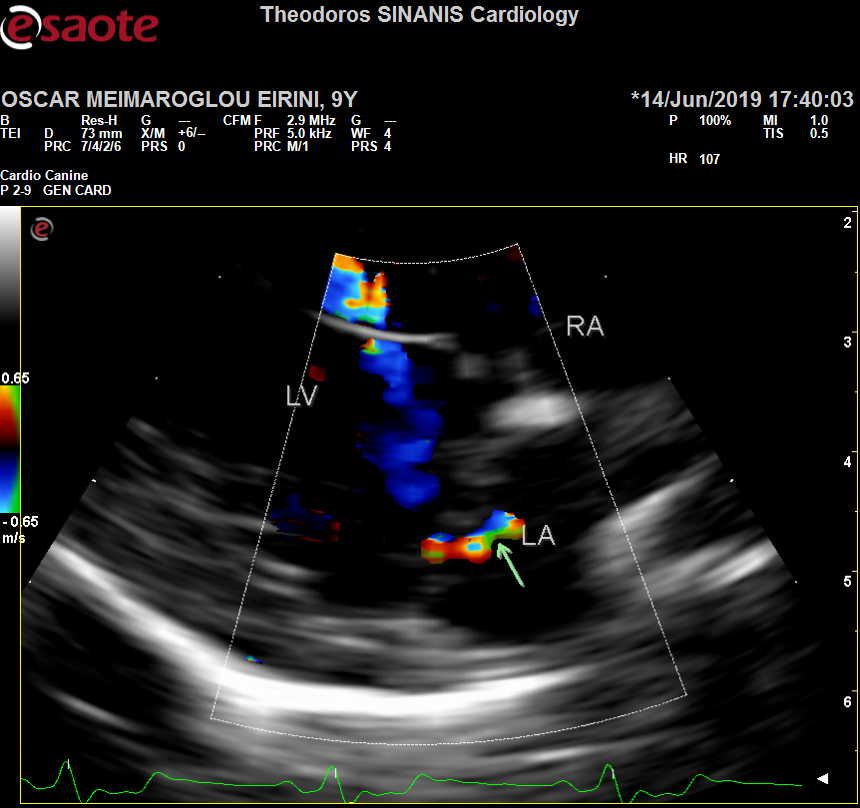 esaote
Theodoros SINANIS Cardiology
OSCAR MEIMAROGLOU EIRINI, 9Y *14/Jun/2019 17:40:03
B Res-H G --- CFM F 2.9 MHz G --- P 100% MI 1.0
TEI D 73 mm X/M +6/-- PRF 5.0 kHz WF 4 TIS 0.5
PRC 7/4/2/6 PRS 0 PRC M/1 PRS 4
HR 107
Cardio Canine
P 2-9 GEN CARD
e
2
RA
3
0.65
LV
4
-0.65
m/s
LA
5
6